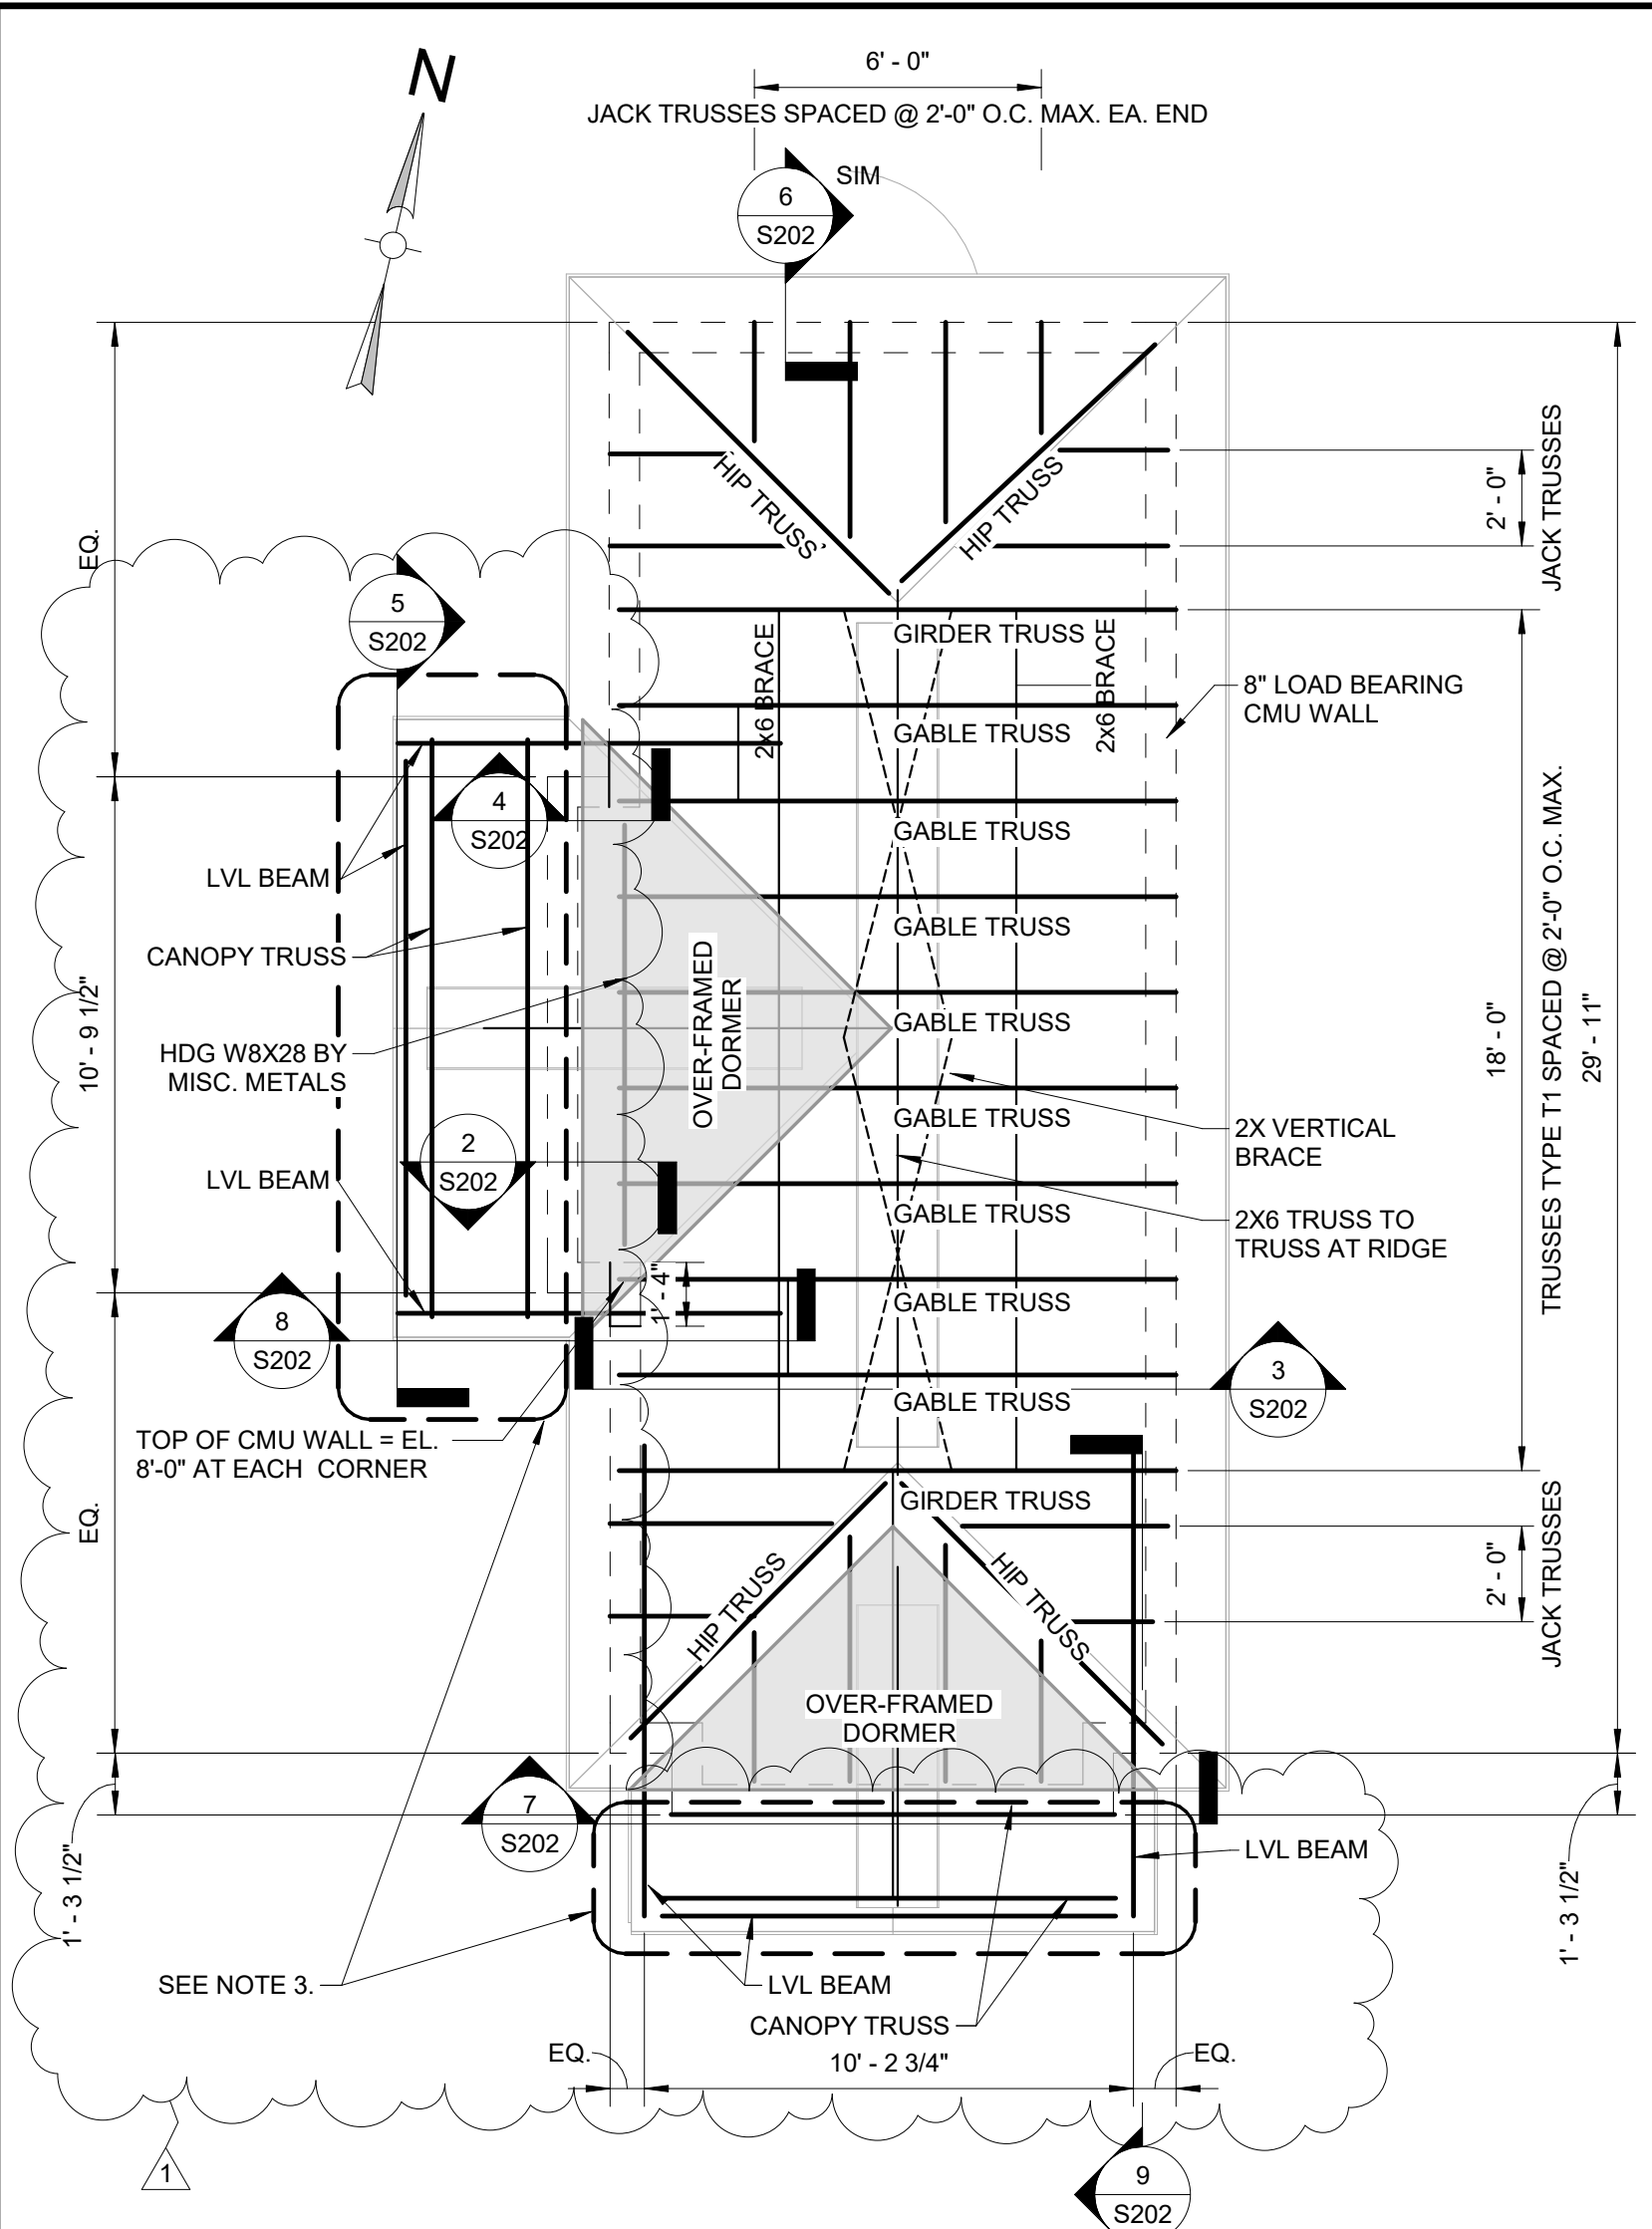 N
6' - 0"
JACK TRUSSES SPACED @ 2'-0" O.C. MAX. EA. END
SIM
6
S202
HIP TRUSS
HIP TRUSS
2' - 0"
JACK TRUSSES
EQ.
5
S202
2x6 BRACE
GIRDER TRUSS
2x6 BRACE
8" LOAD BEARING
CMU WALL
GABLE TRUSS
4
S202
GABLE TRUSS
LVL BEAM
GABLE TRUSS
CANOPY TRUSS
OVER-FRAMED
DORMER
10' - 9 1/2"
GABLE TRUSS
HDG W8X28 BY
MISC. METALS
18' - 0"
TRUSSES TYPE T1 SPACED @ 2'-0" O.C. MAX.
29' - 11"
GABLE TRUSS
2X VERTICAL
BRACE
2
S202
LVL BEAM
GABLE TRUSS
2X6 TRUSS TO
TRUSS AT RIDGE
1' - 4"
GABLE TRUSS
8
S202
3
S202
GABLE TRUSS
TOP OF CMU WALL = EL.
8'-0" AT EACH CORNER
EQ.
GIRDER TRUSS
HIP TRUSS
HIP TRUSS
2' - 0"
JACK TRUSSES
OVER-FRAMED
DORMER
7
S202
1' - 3 1/2"
LVL BEAM
1' - 3 1/2"
SEE NOTE 3.
LVL BEAM
CANOPY TRUSS
EQ.
10' - 2 3/4"
EQ.
1
9
S202